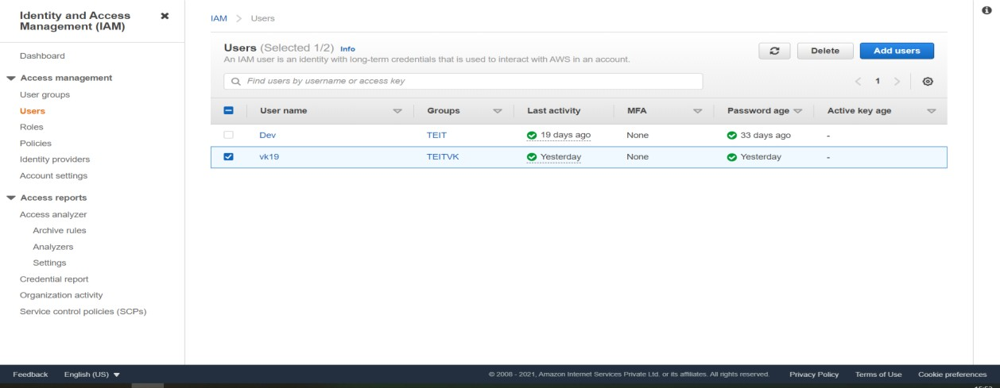 Identity and Access
Management (IAM)
Dashboard
Access management
User groups
Users
Roles
Policies
Identity providers
Account settings
Access reports
Access analyzer
Archive rules
Analyzers
Settings
Credential report
Organization activity
Service control policies (SCPs)
IAM > Users
Users (Selected 1/2) Info
An IAM user is an identity with long-term credentials that is used to interact with AWS in an account.
Delete Add users
Find users by username or access key
< 1 >
User name Groups Last activity MFA Password age Active key age
Dev TEIT 19 days ago None 33 days ago -
vk19 TEITVK Yesterday None Yesterday -
Feedback English (US) © 2008 - 2021, Amazon Internet Services Private Ltd. or its affiliates. All rights reserved. Privacy Policy Terms of Use Cookie preferences